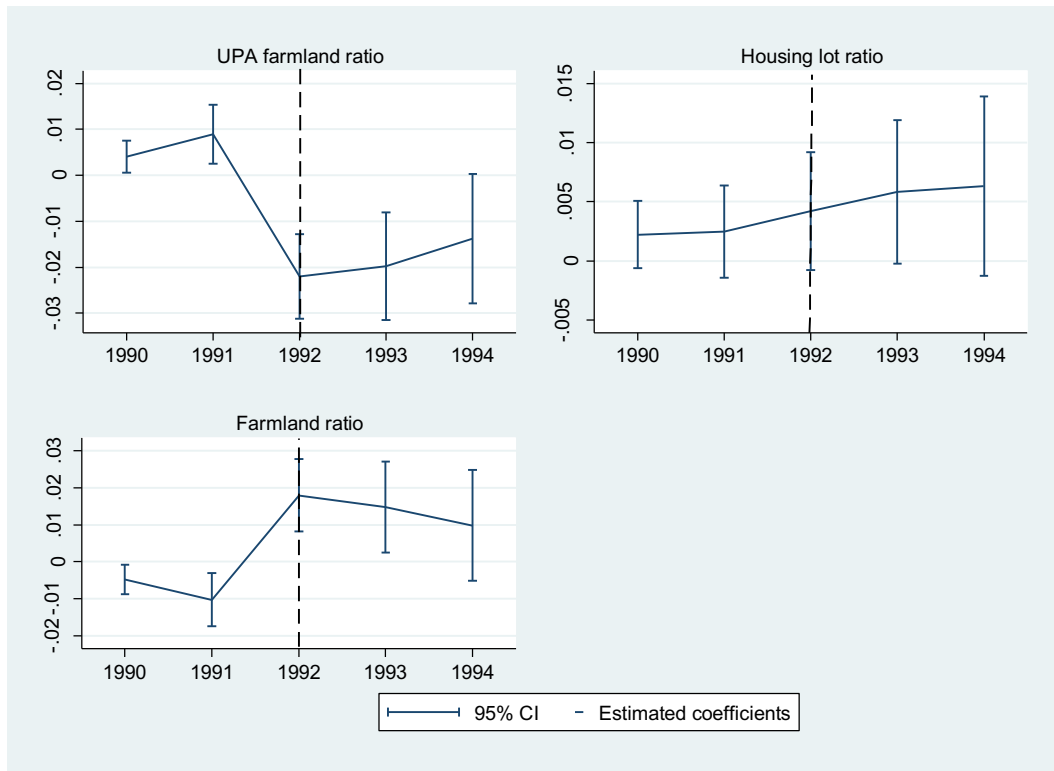 UPA farmland ratio
.02
.01
0
-.01
-.02
-.03
1990 1991 1992 1993 1994
Housing lot ratio
.015
.01
.005
0
-.005
1990 1991 1992 1993 1994
Farmland ratio
.03
.02
.01
0
-.01
-.02
1990 1991 1992 1993 1994
95% CI Estimated coefficients